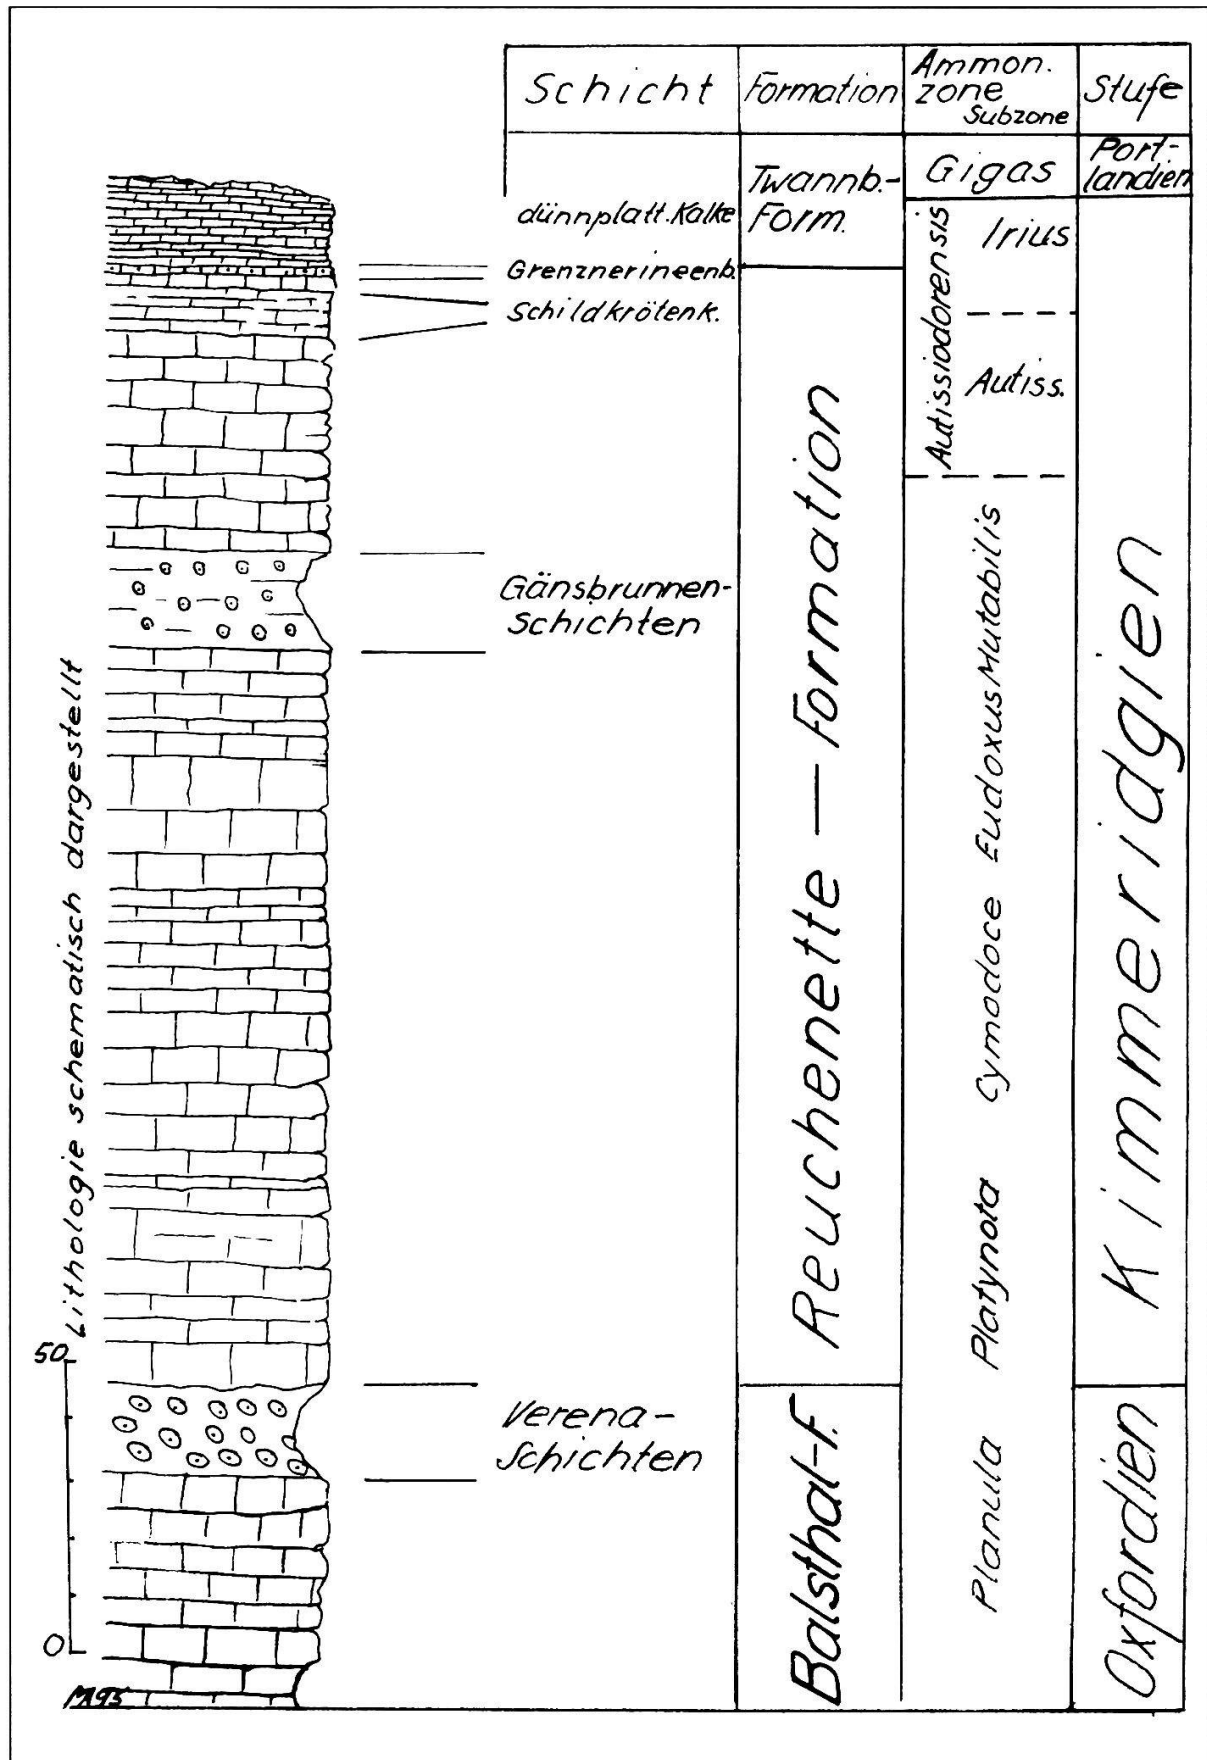 Schicht
Formation
Ammon.
zone
Subzone
Stufe
Twannb.-
Form.
Gigas
Port-
landien
dünnplatt. Kalke
Grenznerineenb.
Schildkrötenk.
Autissiodorensis
Irius
Autiss.
Gänsbrunnen-
schichten
Reuchenette – Formation
Mutabilis
Eudoxus
Cymodoce
Platynota
Kimmeridgien
Lithologie schematisch dargestellt
50
0
Verena-
Schichten
Balsthal-F.
Planula
Oxfordien